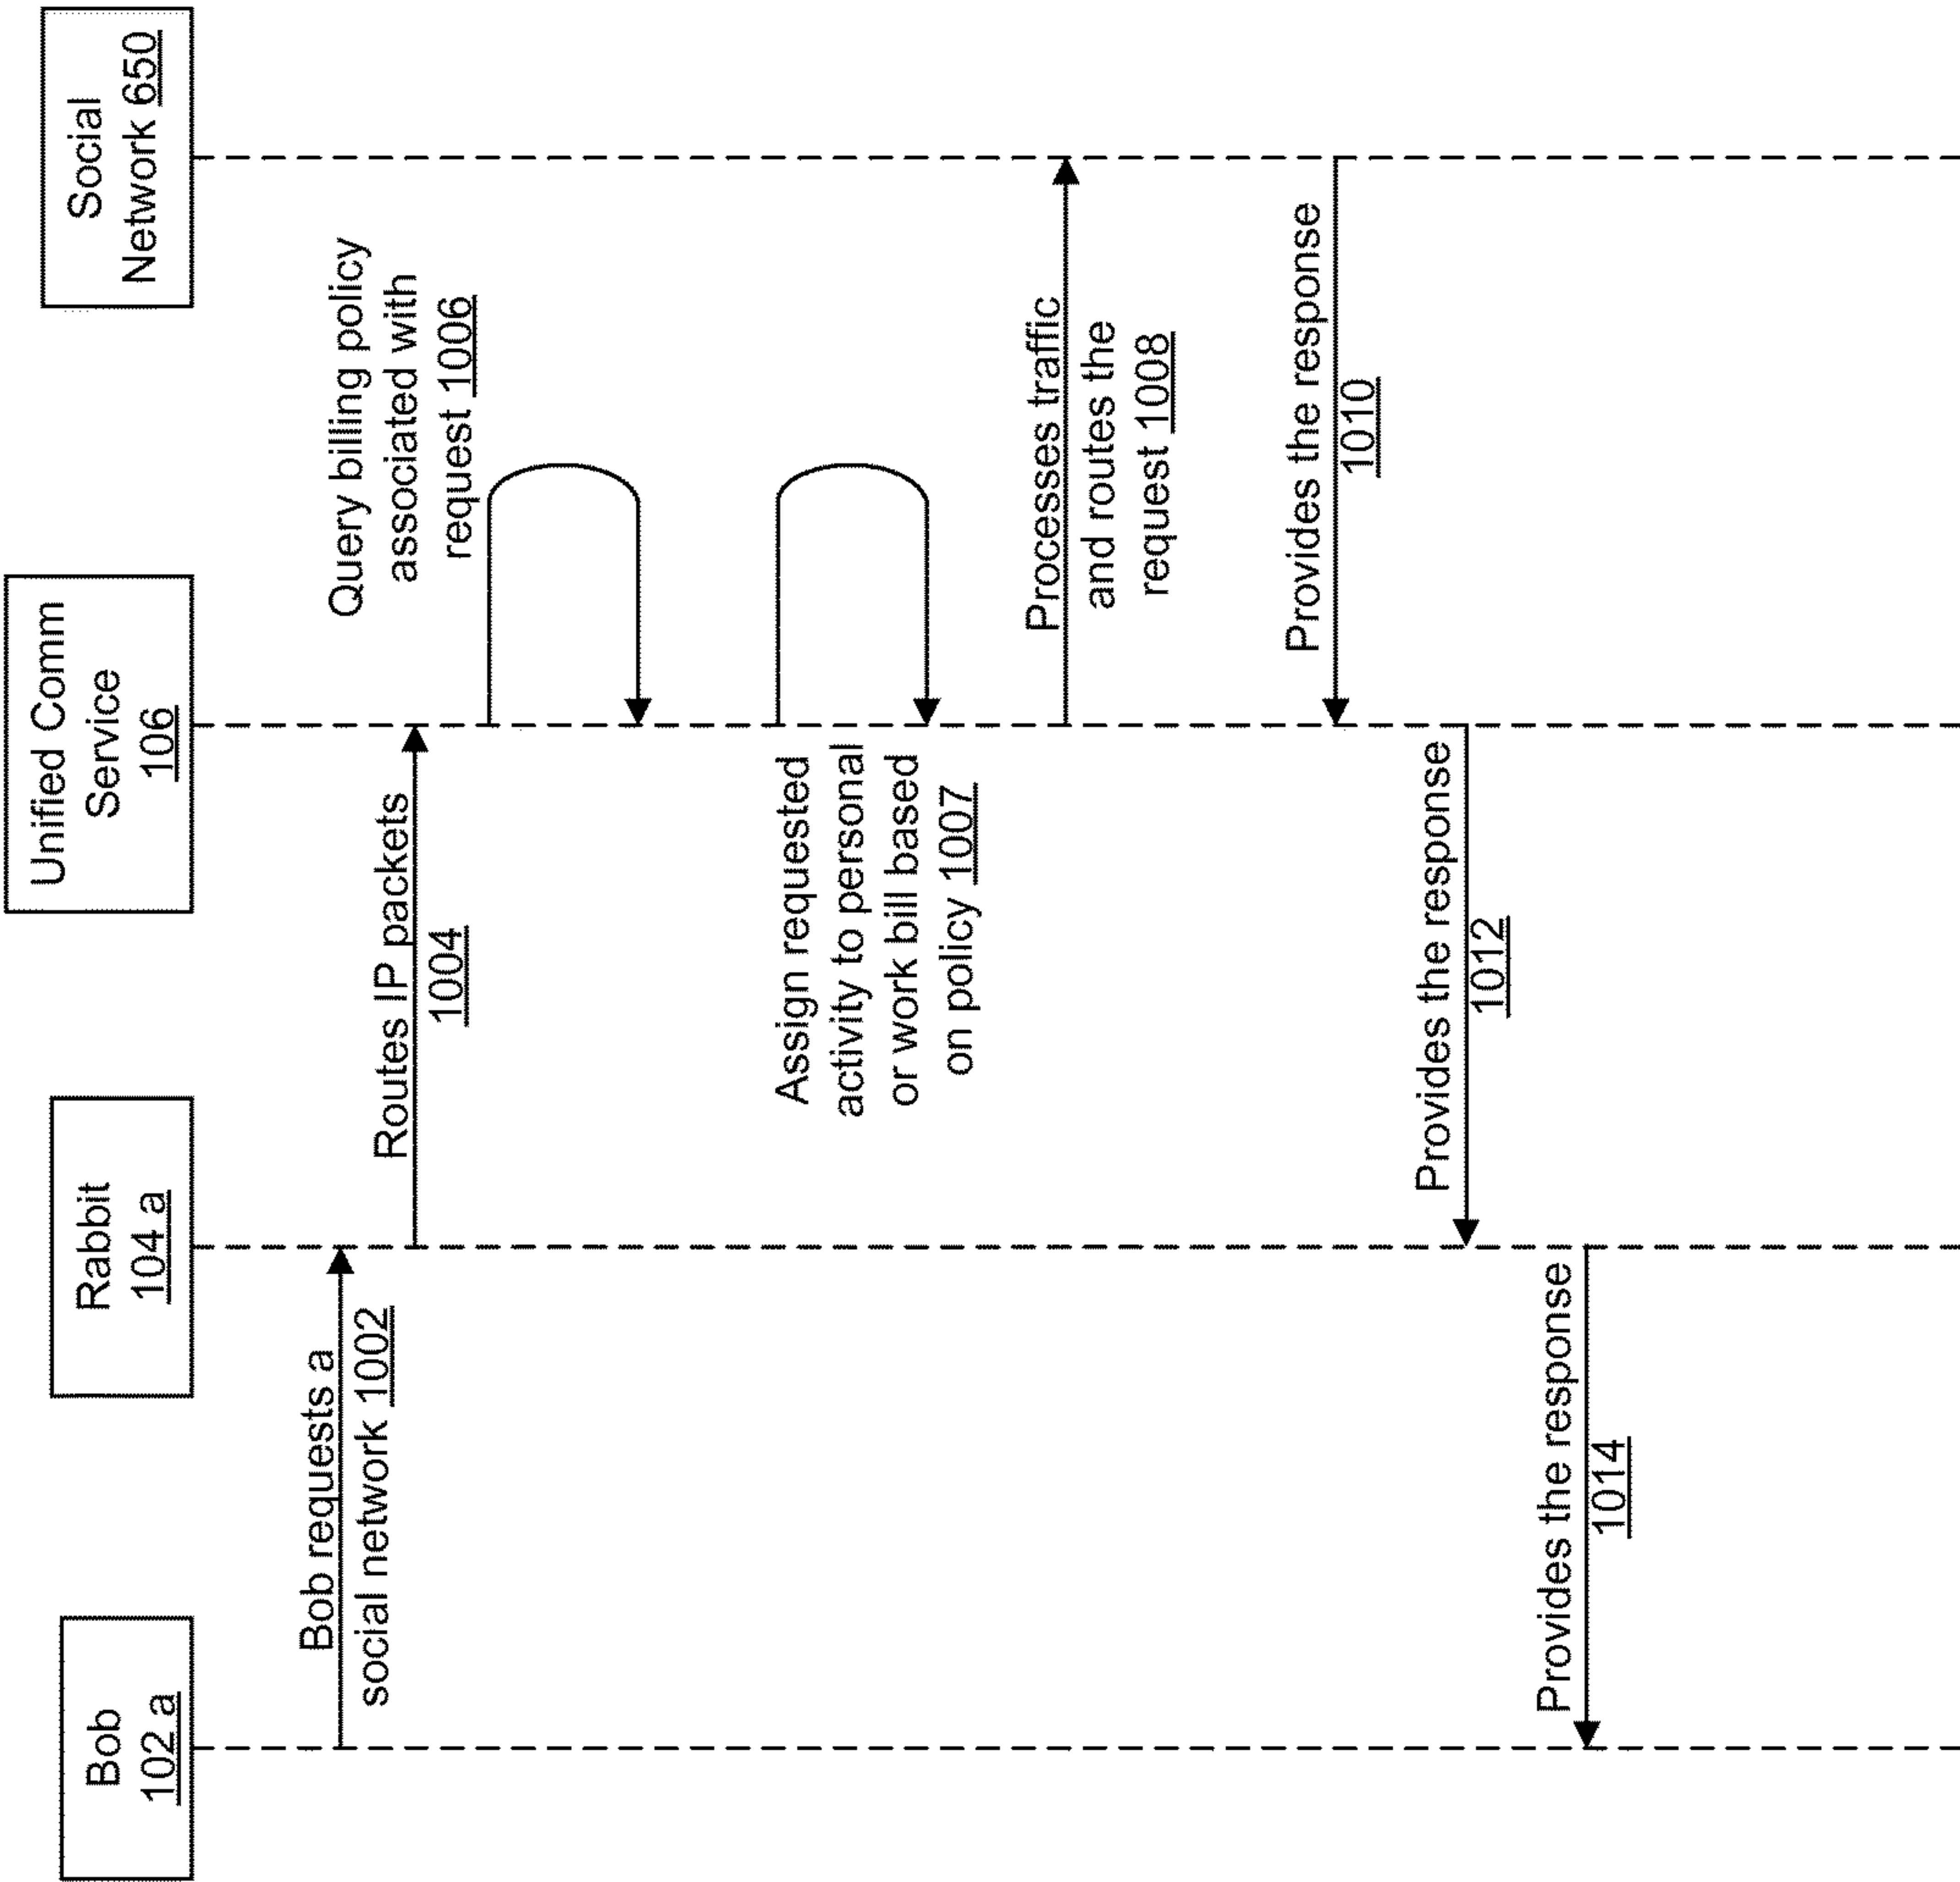 Bob
102 a
Rabbit
104 a
Unified Comm
Service
106
Social
Network 650
Bob requests a
social network 1002
Routes IP packets
1004
Query billing policy
associated with
request 1006
Assign requested
activity to personal
or work bill based
on policy 1007
Processes traffic
and routes the
request 1008
Provides the response
1010
Provides the response
1012
Provides the response
1014